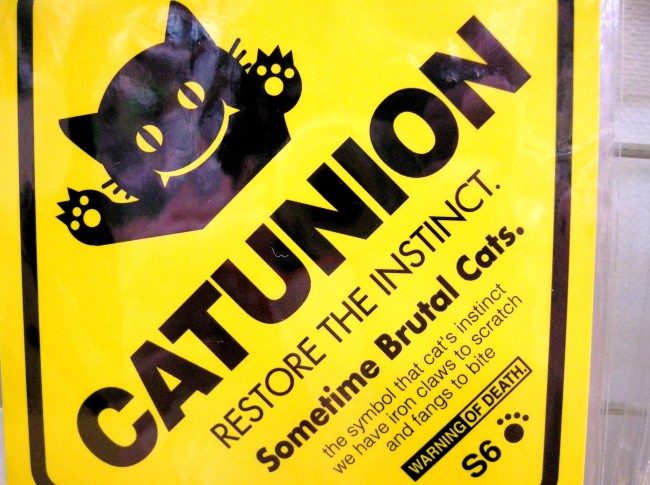 CATUNION
RESTORE THE INSTINCT.
Sometime Brutal Cats.
the symbol that cat's instinct
we have iron claws to scratch
and fangs to bite
WARNING OF DEATH.
S6